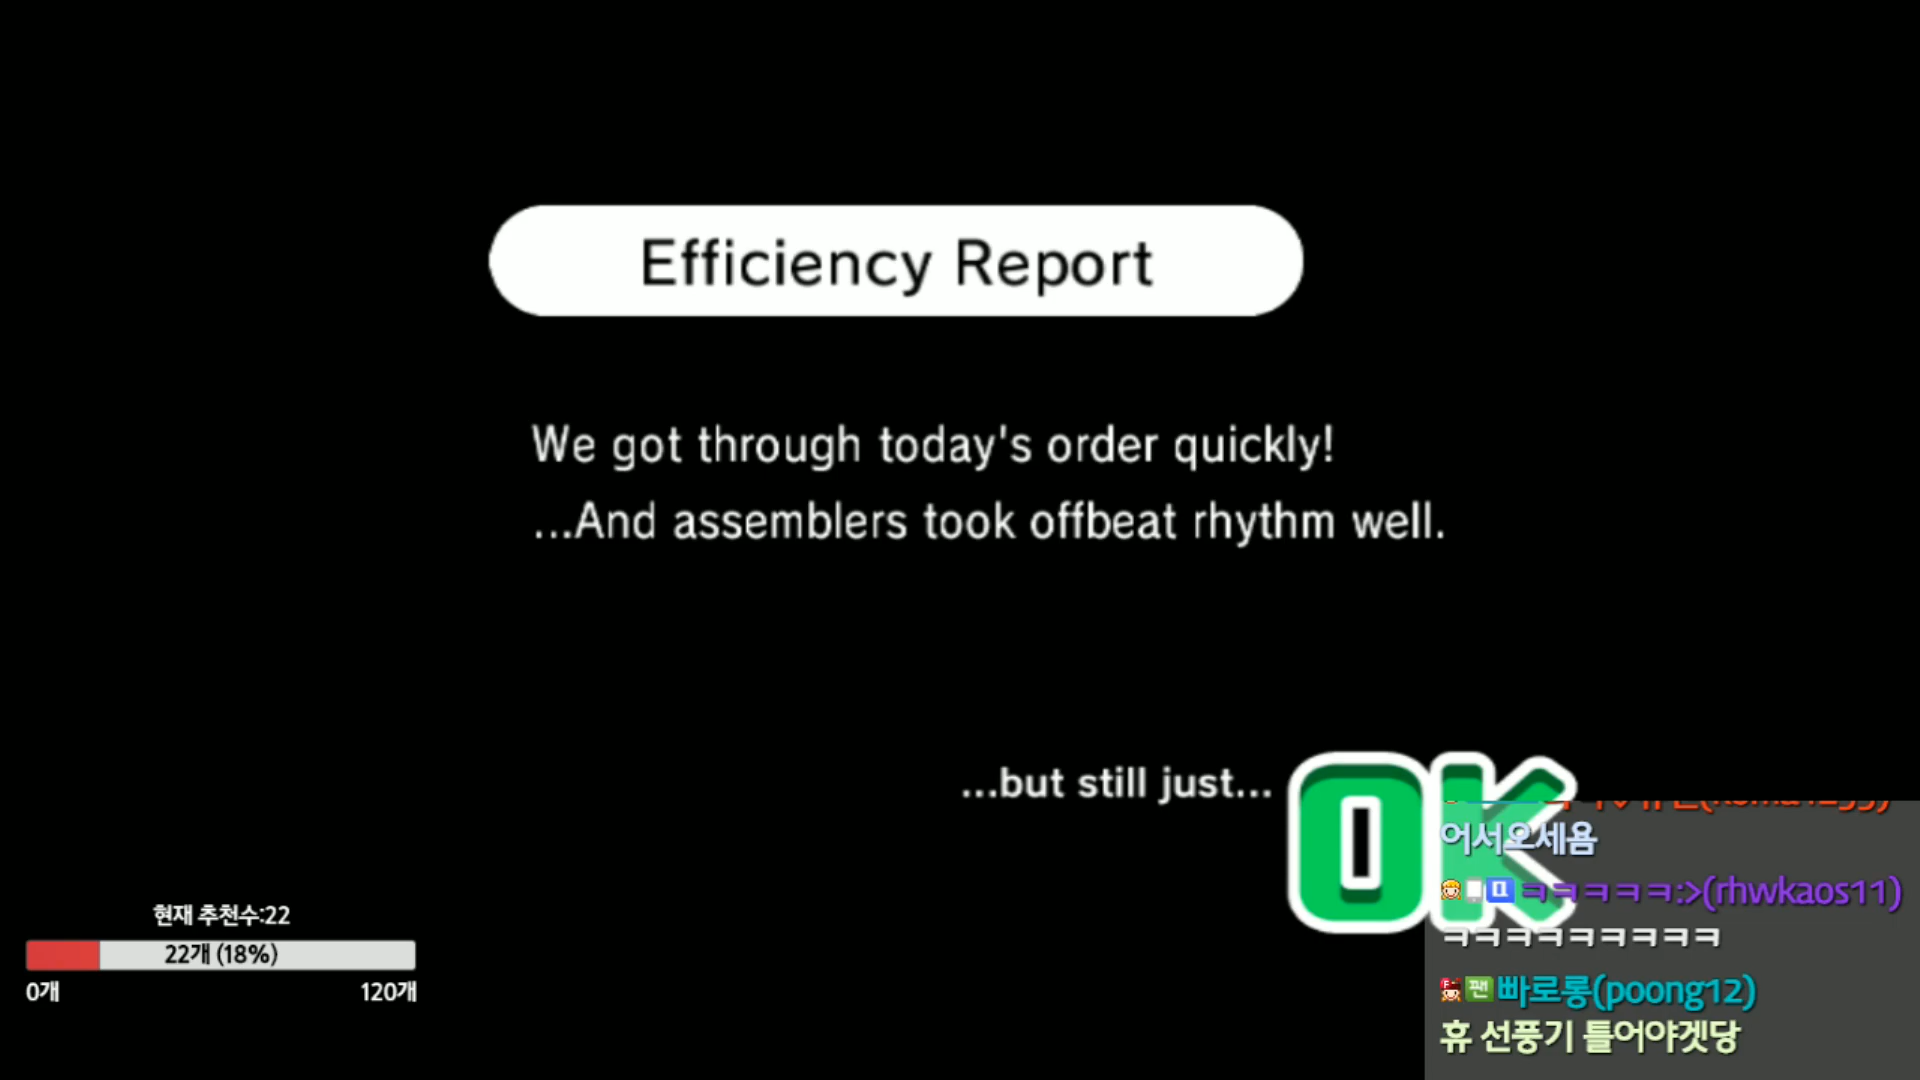 Efficiency Report
We got through today's order quickly!
...And assemblers took offbeat rhythm well.
...but still just...
OK
어서오세욤
ㅋㅋㅋㅋㅋ:>(rhwkaos11)
ㅋㅋㅋㅋㅋㅋㅋㅋㅋ
팬 빠로롱(poong12)
휴 선풍기 틀어야겟당
현재 추천수:22
22개 (18%)
0개
120개